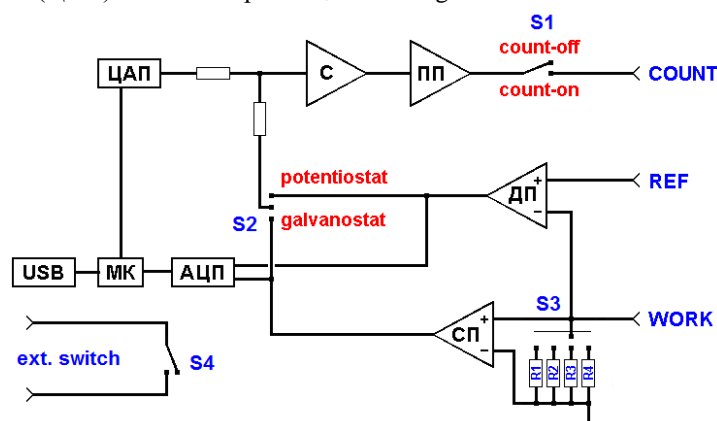 S1
count-off
ЦАП
С
ПП
COUNT
count-on
potentiostat
REF
ДП
+
−
S2
galvanostat
USB
МК
АЦП
S3
WORK
СП
+
−
ext. switch
S4
R1
R2
R3
R4